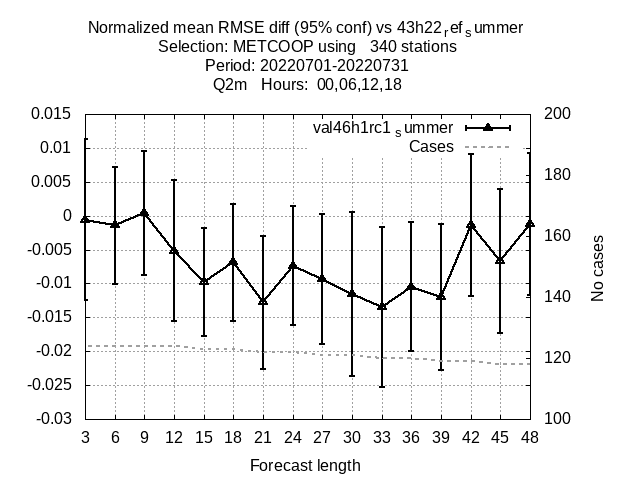 Normalized mean RMSE diff (95% conf) vs 43h22refsummer
Selection: METCOOP using 340 stations
Period: 20220701-20220731
Q2m Hours: 00,06,12,18
val46h1rc1summer
Cases
0.015
0.01
0.005
0
-0.005
-0.01
-0.015
-0.02
-0.025
-0.03
200
180
160
140
120
100
No cases
3 6 9 12 15 18 21 24 27 30 33 36 39 42 45 48
Forecast length